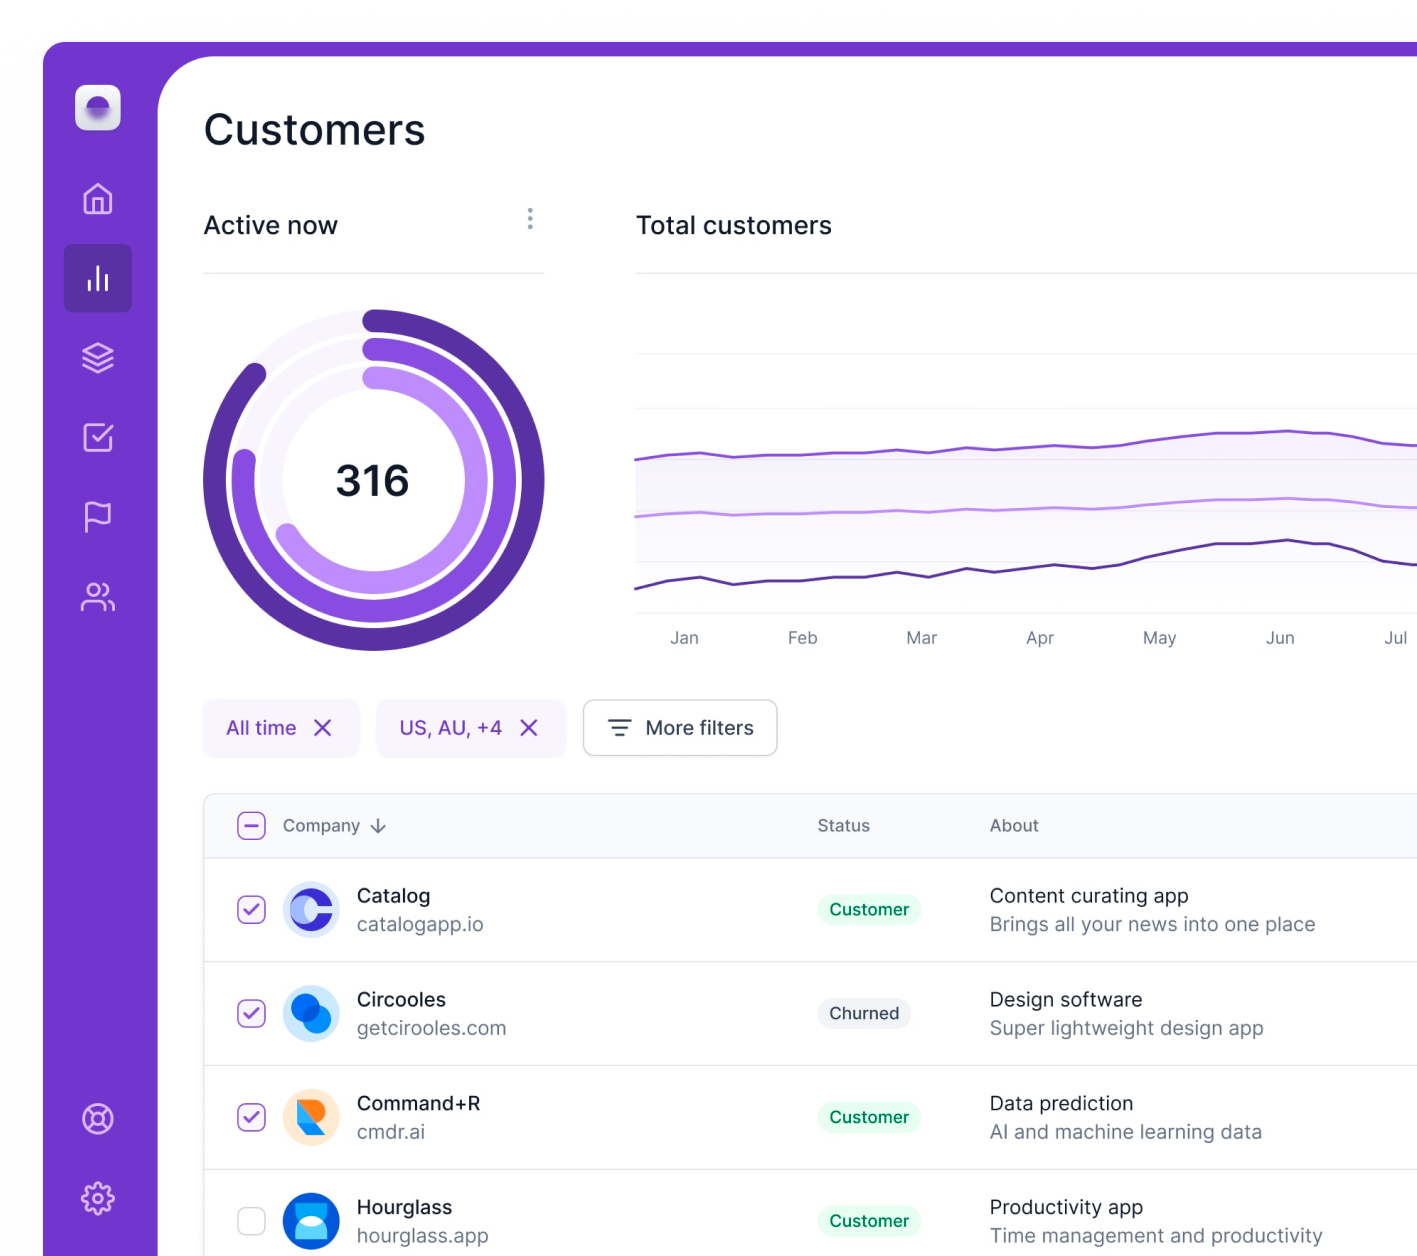 Customers
Active now
Total customers
316
Jan Feb Mar Apr May Jun Jul
All time
US, AU, +4
More filters
Company Status About
Catalog
catalogapp.io
Customer
Content curating app
Brings all your news into one place
Circooles
getcirooles.com
Churned
Design software
Super lightweight design app
Command+R
cmdr.ai
Customer
Data prediction
AI and machine learning data
Hourglass
hourglass.app
Customer
Productivity app
Time management and productivity